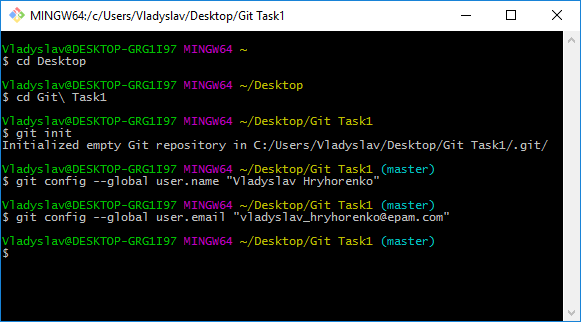 MINGW64:/c/Users/Vladyslav/Desktop/Git Task1
Vladyslav@DESKTOP-GRG1I97 MINGW64 ~
$ cd Desktop
Vladyslav@DESKTOP-GRG1I97 MINGW64 ~/Desktop
$ cd Git\ Task1
Vladyslav@DESKTOP-GRG1I97 MINGW64 ~/Desktop/Git Task1
$ git init
Initialized empty Git repository in C:/Users/Vladyslav/Desktop/Git Task1/.git/
Vladyslav@DESKTOP-GRG1I97 MINGW64 ~/Desktop/Git Task1 (master)
$ git config --global user.name "Vladyslav Hryhorenko"
Vladyslav@DESKTOP-GRG1I97 MINGW64 ~/Desktop/Git Task1 (master)
$ git config --global user.email "vladyslav_hryhorenko@epam.com"
Vladyslav@DESKTOP-GRG1I97 MINGW64 ~/Desktop/Git Task1 (master)
$